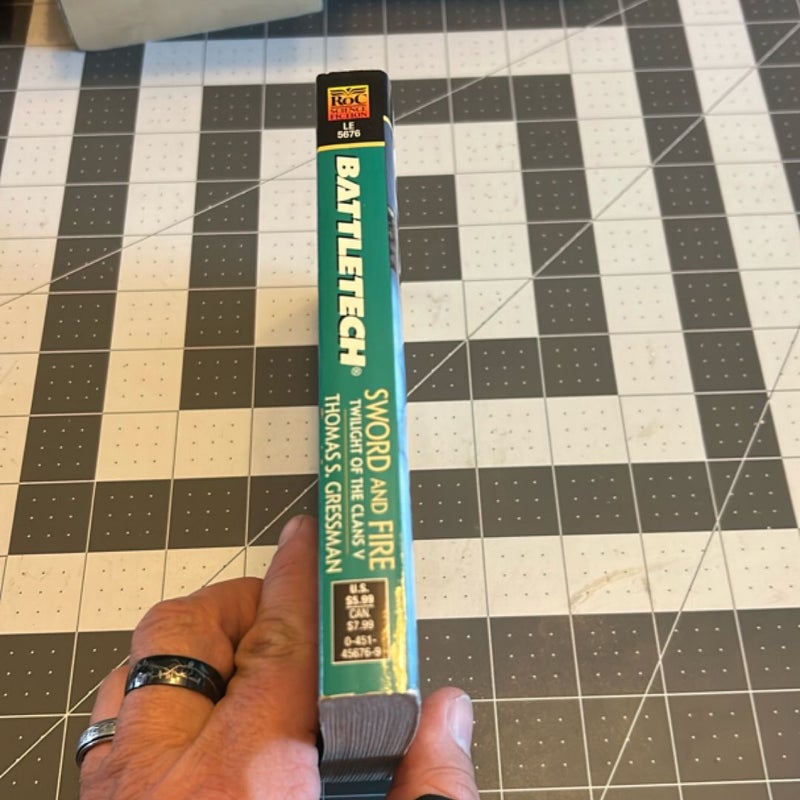 ROC
SCIENCE
FICTION
LE
5676
BATTLETECH®
SWORD AND FIRE
TWILIGHT OF THE CLANS V
THOMAS S. GRESSMAN
U.S.
$5.99
CAN
$7.99
0-451-
45676-9